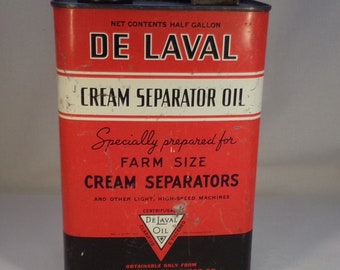 NET CONTENTS HALF GALLON
DE LAVAL
CREAM SEPARATOR OIL
Specially prepared for
FARM SIZE
CREAM SEPARATORS
AND OTHER LIGHT, HIGH-SPEED MACHINES
CENTRIFUGAL
DE LAVAL
OIL
OBTAINABLE ONLY FROM